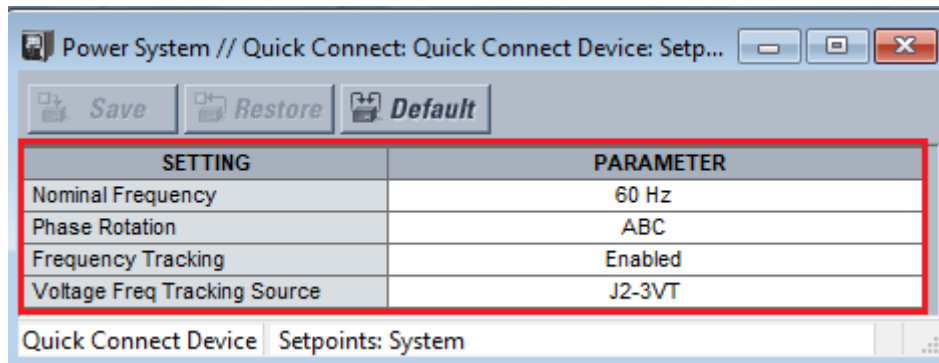 Power System // Quick Connect: Quick Connect Device: Setp...
Save Restore Default
SETTING PARAMETER
Nominal Frequency 60 Hz
Phase Rotation ABC
Frequency Tracking Enabled
Voltage Freq Tracking Source J2-3VT
Quick Connect Device Setpoints: System